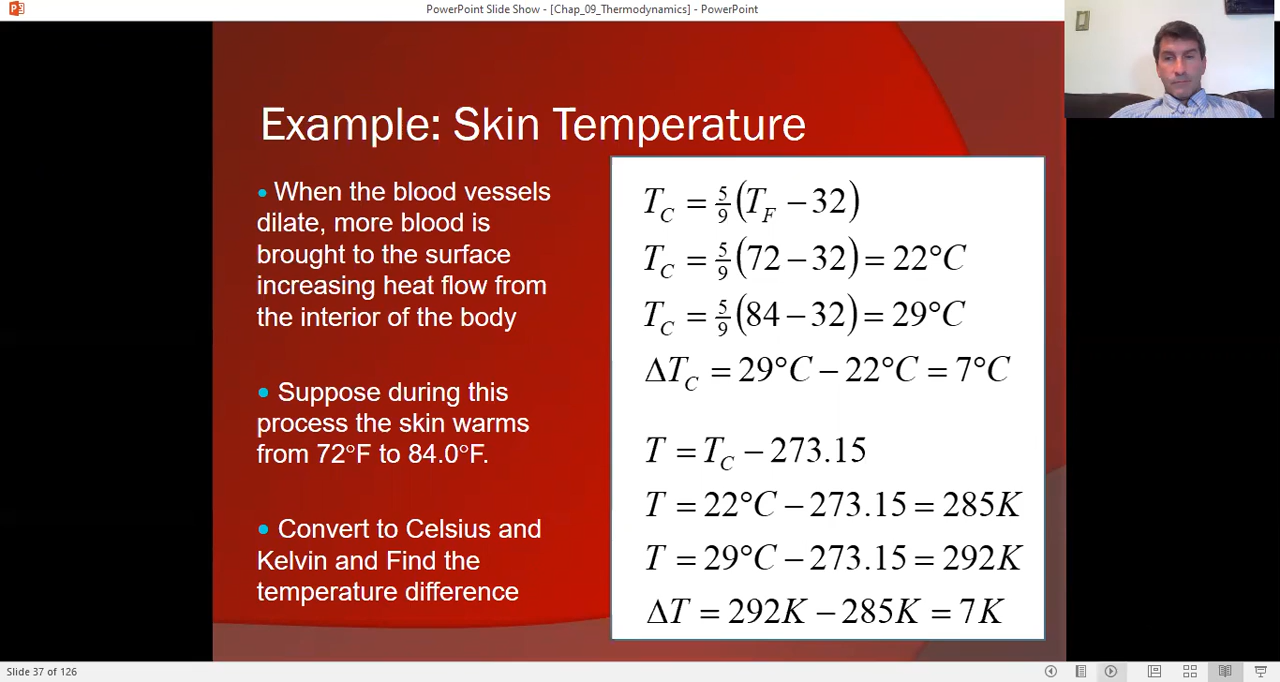 PowerPoint Slide Show - [Chap_09_Thermodynamics] - PowerPoint
Example: Skin Temperature
• When the blood vessels
dilate, more blood is
brought to the surface
increasing heat flow from
the interior of the body
• Suppose during this
process the skin warms
from 72°F to 84.0°F.
• Convert to Celsius and
Kelvin and Find the
temperature difference
T_C = 5/9 (T_F − 32)
T_C = 5/9 (72 − 32) = 22°C
T_C = 5/9 (84 − 32) = 29°C
ΔT_C = 29°C − 22°C = 7°C
T = T_C − 273.15
T = 22°C − 273.15 = 285K
T = 29°C − 273.15 = 292K
ΔT = 292K − 285K = 7K
Slide 37 of 126